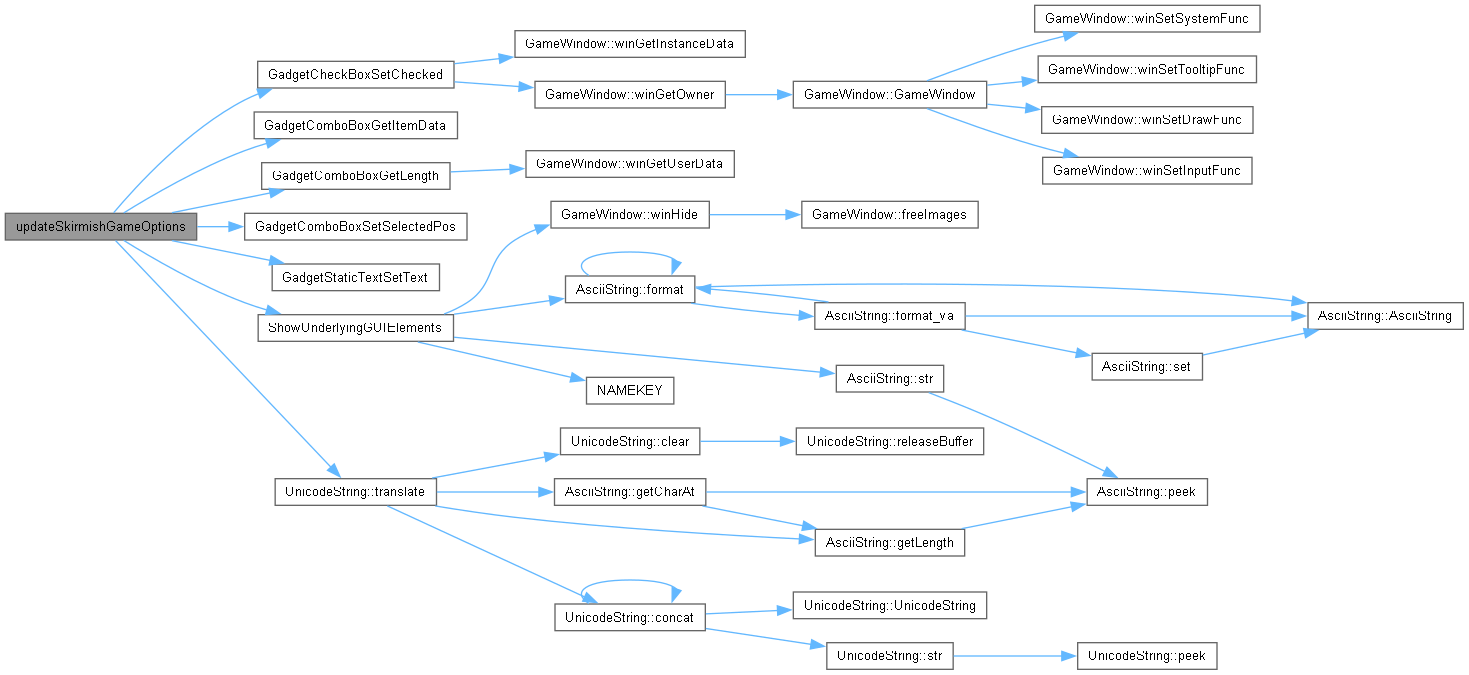 GameWindow::winSetSystemFunc
GameWindow::winGetInstanceData
GadgetCheckBoxSetChecked
GameWindow::winSetTooltipFunc
GameWindow::winGetOwner
GameWindow::GameWindow
GadgetComboBoxGetItemData
GameWindow::winSetDrawFunc
GameWindow::winGetUserData
GadgetComboBoxGetLength
GameWindow::winSetInputFunc
GameWindow::winHide
GameWindow::freeImages
updateSkirmishGameOptions
GadgetComboBoxSetSelectedPos
GadgetStaticTextSetText
AsciiString::format
ShowUnderlyingGUIElements
AsciiString::format_va
AsciiString::AsciiString
AsciiString::set
AsciiString::str
NAMEKEY
UnicodeString::clear
UnicodeString::releaseBuffer
UnicodeString::translate
AsciiString::getCharAt
AsciiString::peek
AsciiString::getLength
UnicodeString::UnicodeString
UnicodeString::concat
UnicodeString::str
UnicodeString::peek